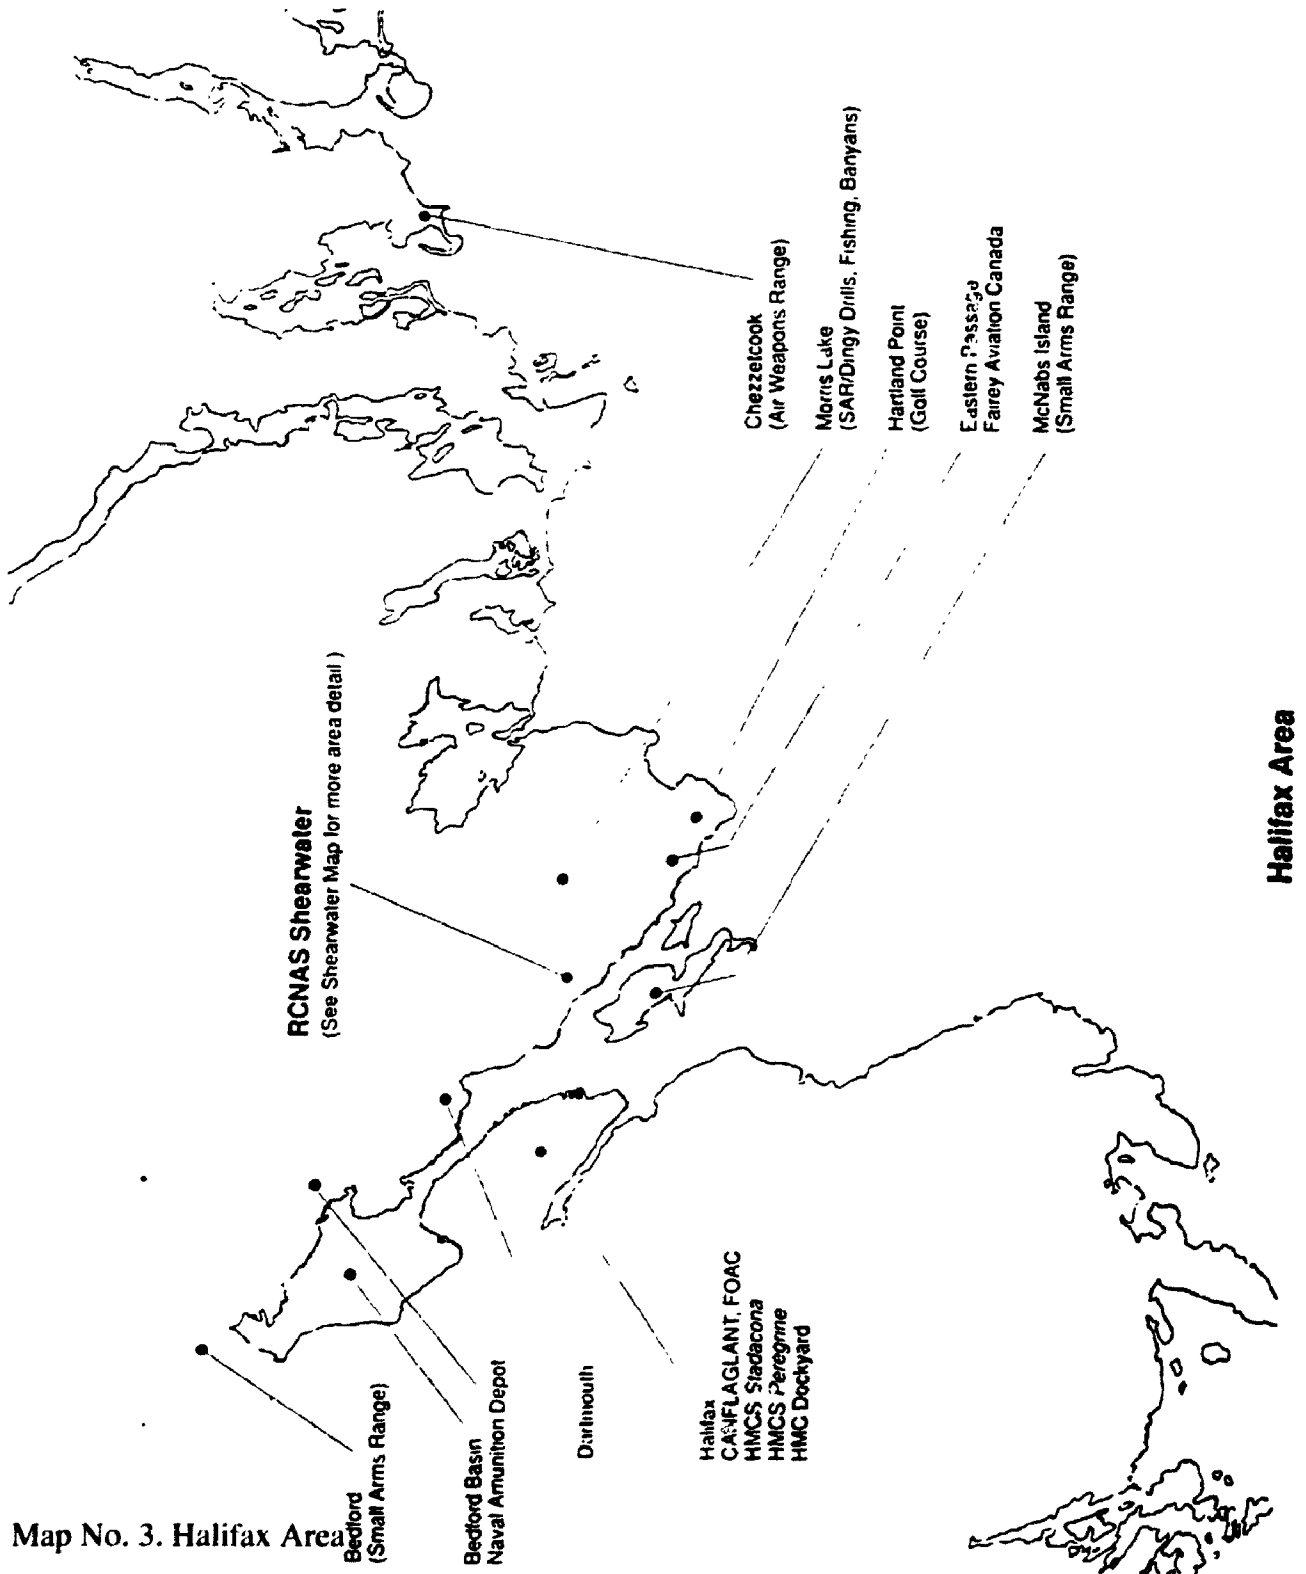 Map No. 3. Halifax Area
Bedford
(Small Arms Range)
Bedford Basin
Naval Amunition Depot
Dartmouth
Halifax
CANFLAGLANT, FOAC
HMCS Stadacona
HMCS Peregrine
HMC Dockyard
RCNAS Shearwater
(See Shearwater Map for more area detail)
Chezzetcook
(Air Weapons Range)
Morris Lake
(SAR/Dingy Drills, Fishing, Banyans)
Hartland Point
(Golf Course)
Eastern Passage
Fairey Aviation Canada
McNabs Island
(Small Arms Range)
Halifax Area